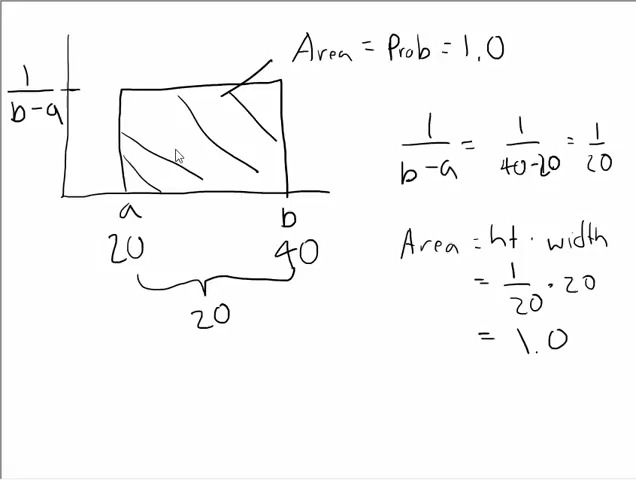 Area = Prob = 1.0
1
b-a
a
b
20
40
20
1/b-a = 1/40-20 = 1/20
Area = ht · width
= 1/20 · 20
= 1.0